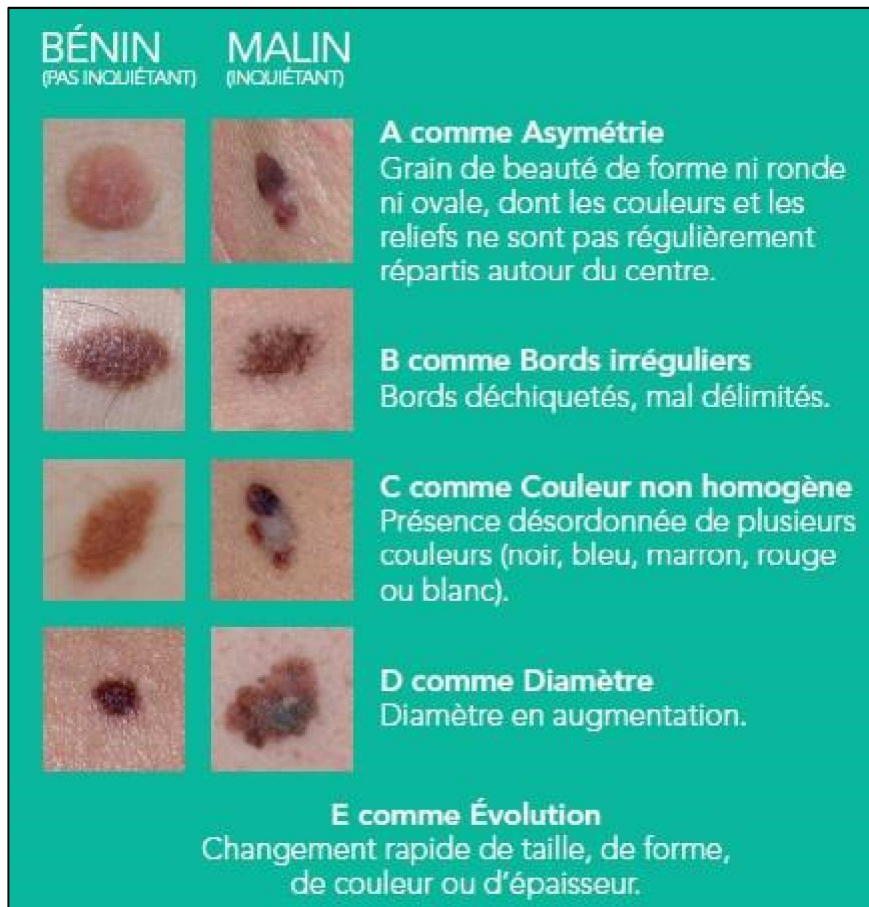 BÉNIN
(PAS INQUIÉTANT)
MALIN
(INQUIÉTANT)
A comme Asymétrie
Grain de beauté de forme ni ronde
ni ovale, dont les couleurs et les
reliefs ne sont pas régulièrement
répartis autour du centre.
B comme Bords irréguliers
Bords déchiquetés, mal délimités.
C comme Couleur non homogène
Présence désordonnée de plusieurs
couleurs (noir, bleu, marron, rouge
ou blanc).
D comme Diamètre
Diamètre en augmentation.
E comme Évolution
Changement rapide de taille, de forme,
de couleur ou d’épaisseur.